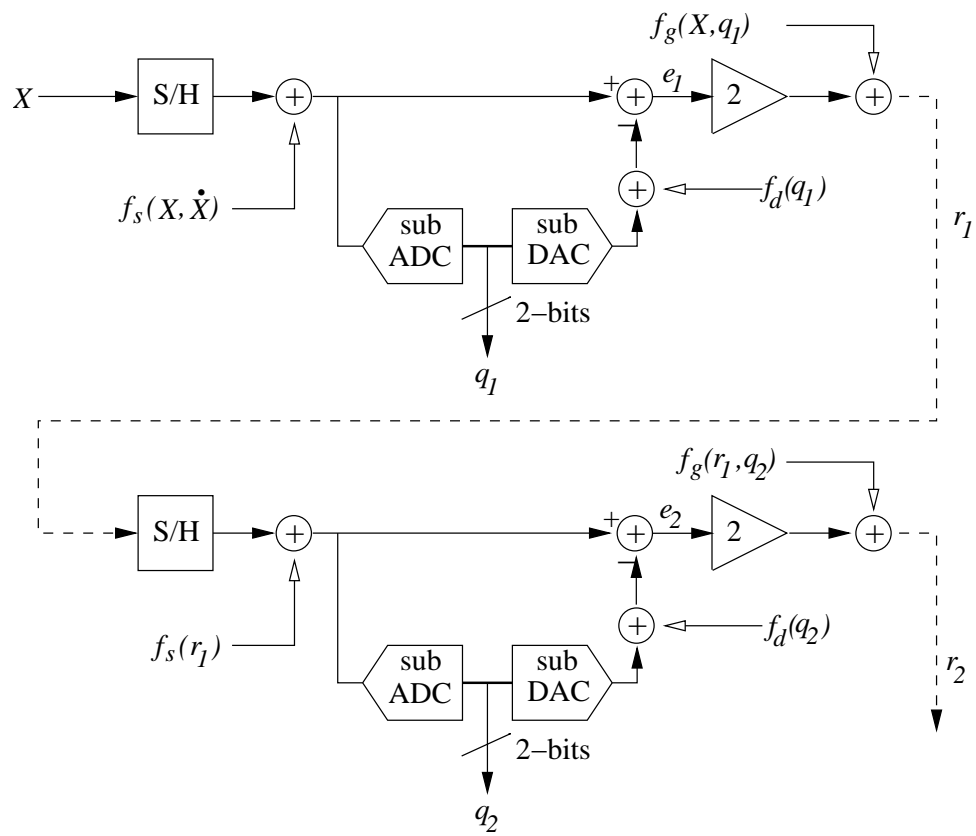 f_g(X,q_1)
X
S/H
+
+
−
+
e_1
2
+
f_s(X,Ẋ)
+
f_d(q_1)
r_1
sub
ADC
sub
DAC
2−bits
q_1
f_g(r_1,q_2)
S/H
+
+
−
+
e_2
2
+
f_s(r_1)
+
f_d(q_2)
r_2
sub
ADC
sub
DAC
2−bits
q_2